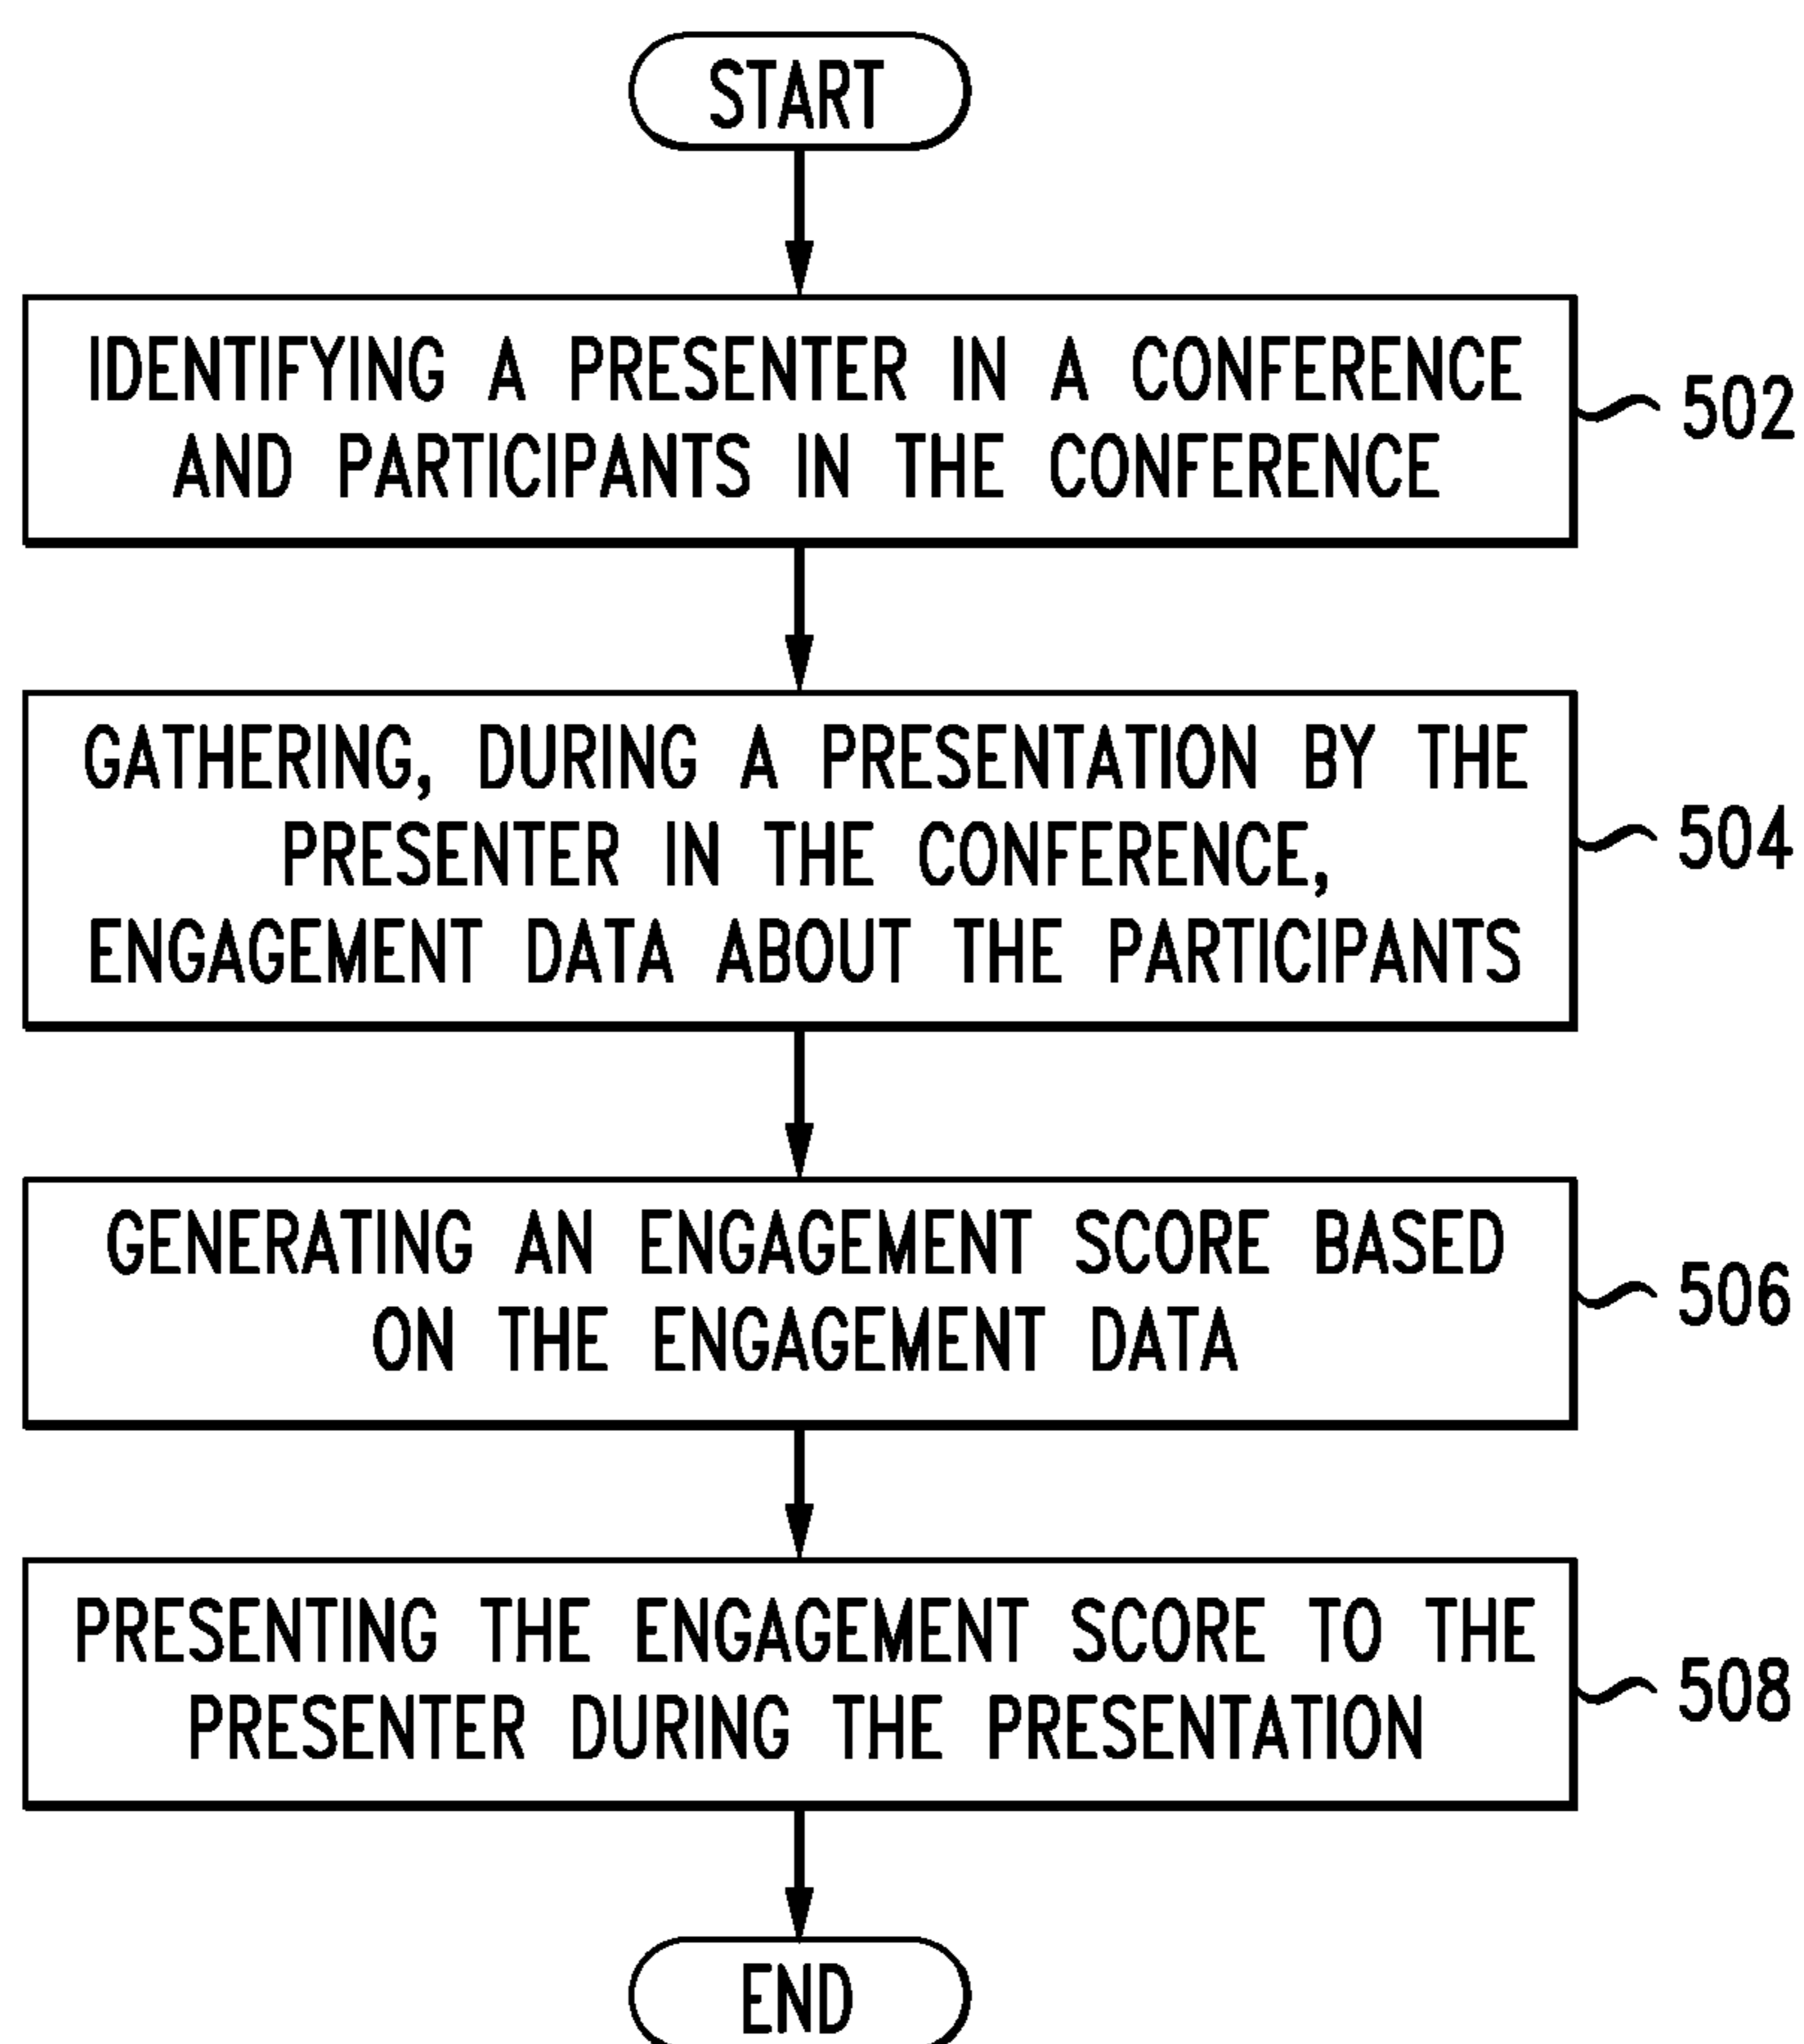 START
IDENTIFYING A PRESENTER IN A CONFERENCE
AND PARTICIPANTS IN THE CONFERENCE
502
GATHERING, DURING A PRESENTATION BY THE
PRESENTER IN THE CONFERENCE,
ENGAGEMENT DATA ABOUT THE PARTICIPANTS
504
GENERATING AN ENGAGEMENT SCORE BASED
ON THE ENGAGEMENT DATA
506
PRESENTING THE ENGAGEMENT SCORE TO THE
PRESENTER DURING THE PRESENTATION
508
END